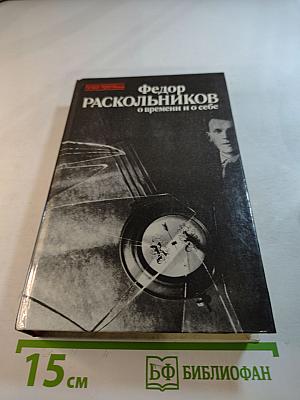 Федор
РАСКОЛЬНИКОВ
о времени и о себе
15 см
БФ БИБЛИОФАН